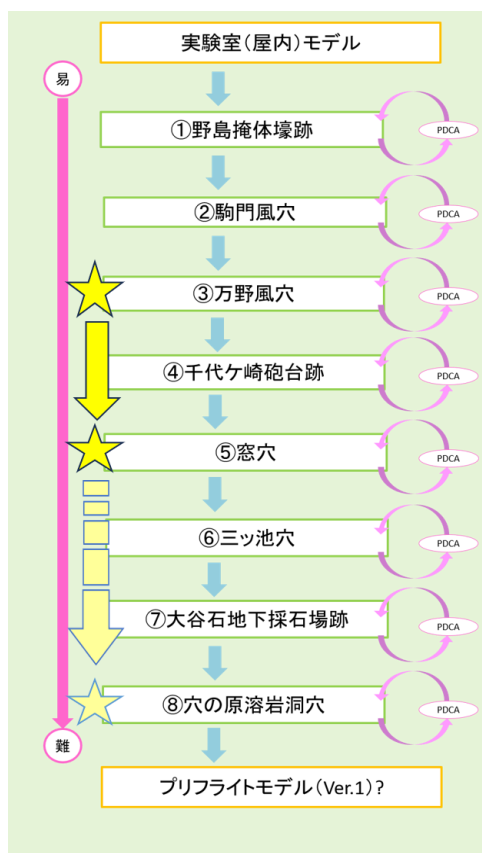 実験室(屋内)モデル
易
①野島掩体壕跡
PDCA
②駒門風穴
PDCA
③万野風穴
PDCA
④千代ケ崎砲台跡
PDCA
⑤窓穴
PDCA
⑥三ッ池穴
PDCA
⑦大谷石地下採石場跡
PDCA
⑧穴の原溶岩洞穴
PDCA
難
プリフライトモデル(Ver.1)?